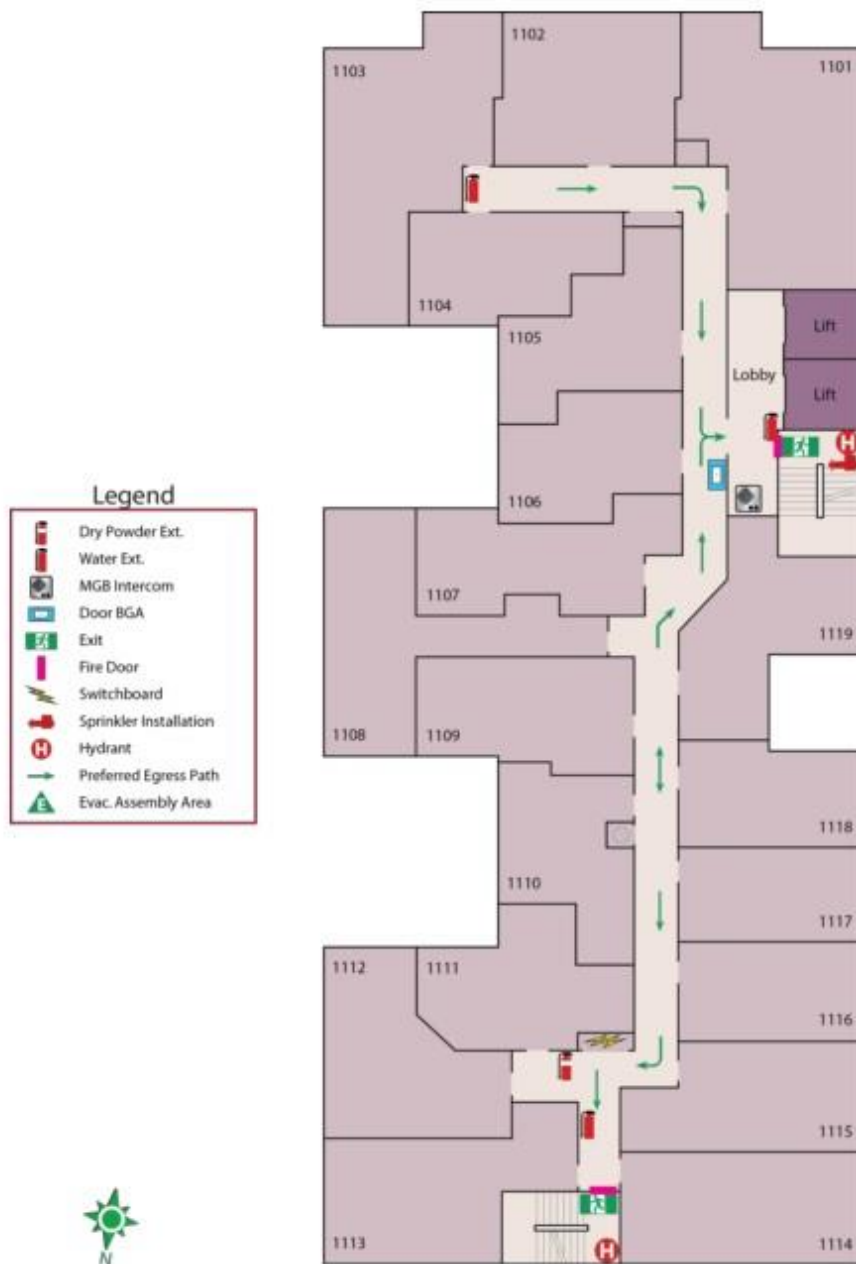 1102
1103
1101
1104
1105
Lift
Lobby
Lift
H
1106
Legend
Dry Powder Ext.
Water Ext.
MGB Intercom
Door BGA
Exit
Fire Door
Switchboard
Sprinkler Installation
H
Hydrant
Preferred Egress Path
E
Evac. Assembly Area
1107
1119
1108
1109
1118
1110
1117
1112
1111
1116
1115
1113
1114
N
H